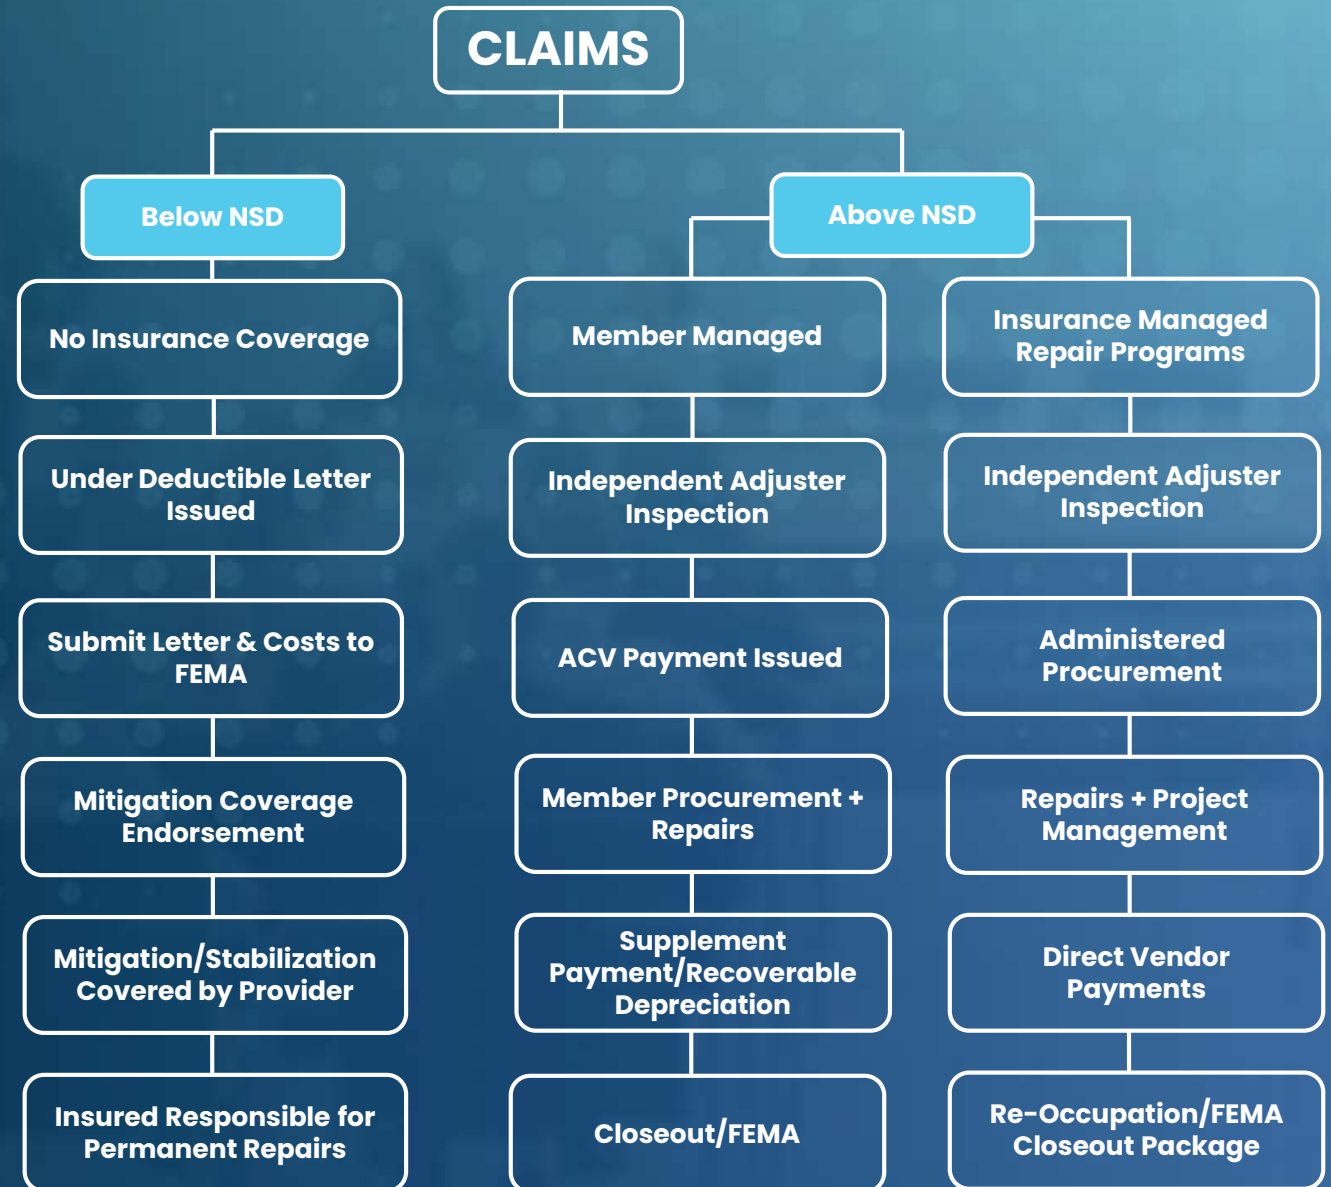 CLAIMS
Below NSD
Above NSD
No Insurance Coverage
Under Deductible Letter
Issued
Submit Letter & Costs to
FEMA
Mitigation Coverage
Endorsement
Mitigation/Stabilization
Covered by Provider
Insured Responsible for
Permanent Repairs
Member Managed
Independent Adjuster
Inspection
ACV Payment Issued
Member Procurement +
Repairs
Supplement
Payment/Recoverable
Depreciation
Closeout/FEMA
Insurance Managed
Repair Programs
Independent Adjuster
Inspection
Administered
Procurement
Repairs + Project
Management
Direct Vendor
Payments
Re-Occupation/FEMA
Closeout Package